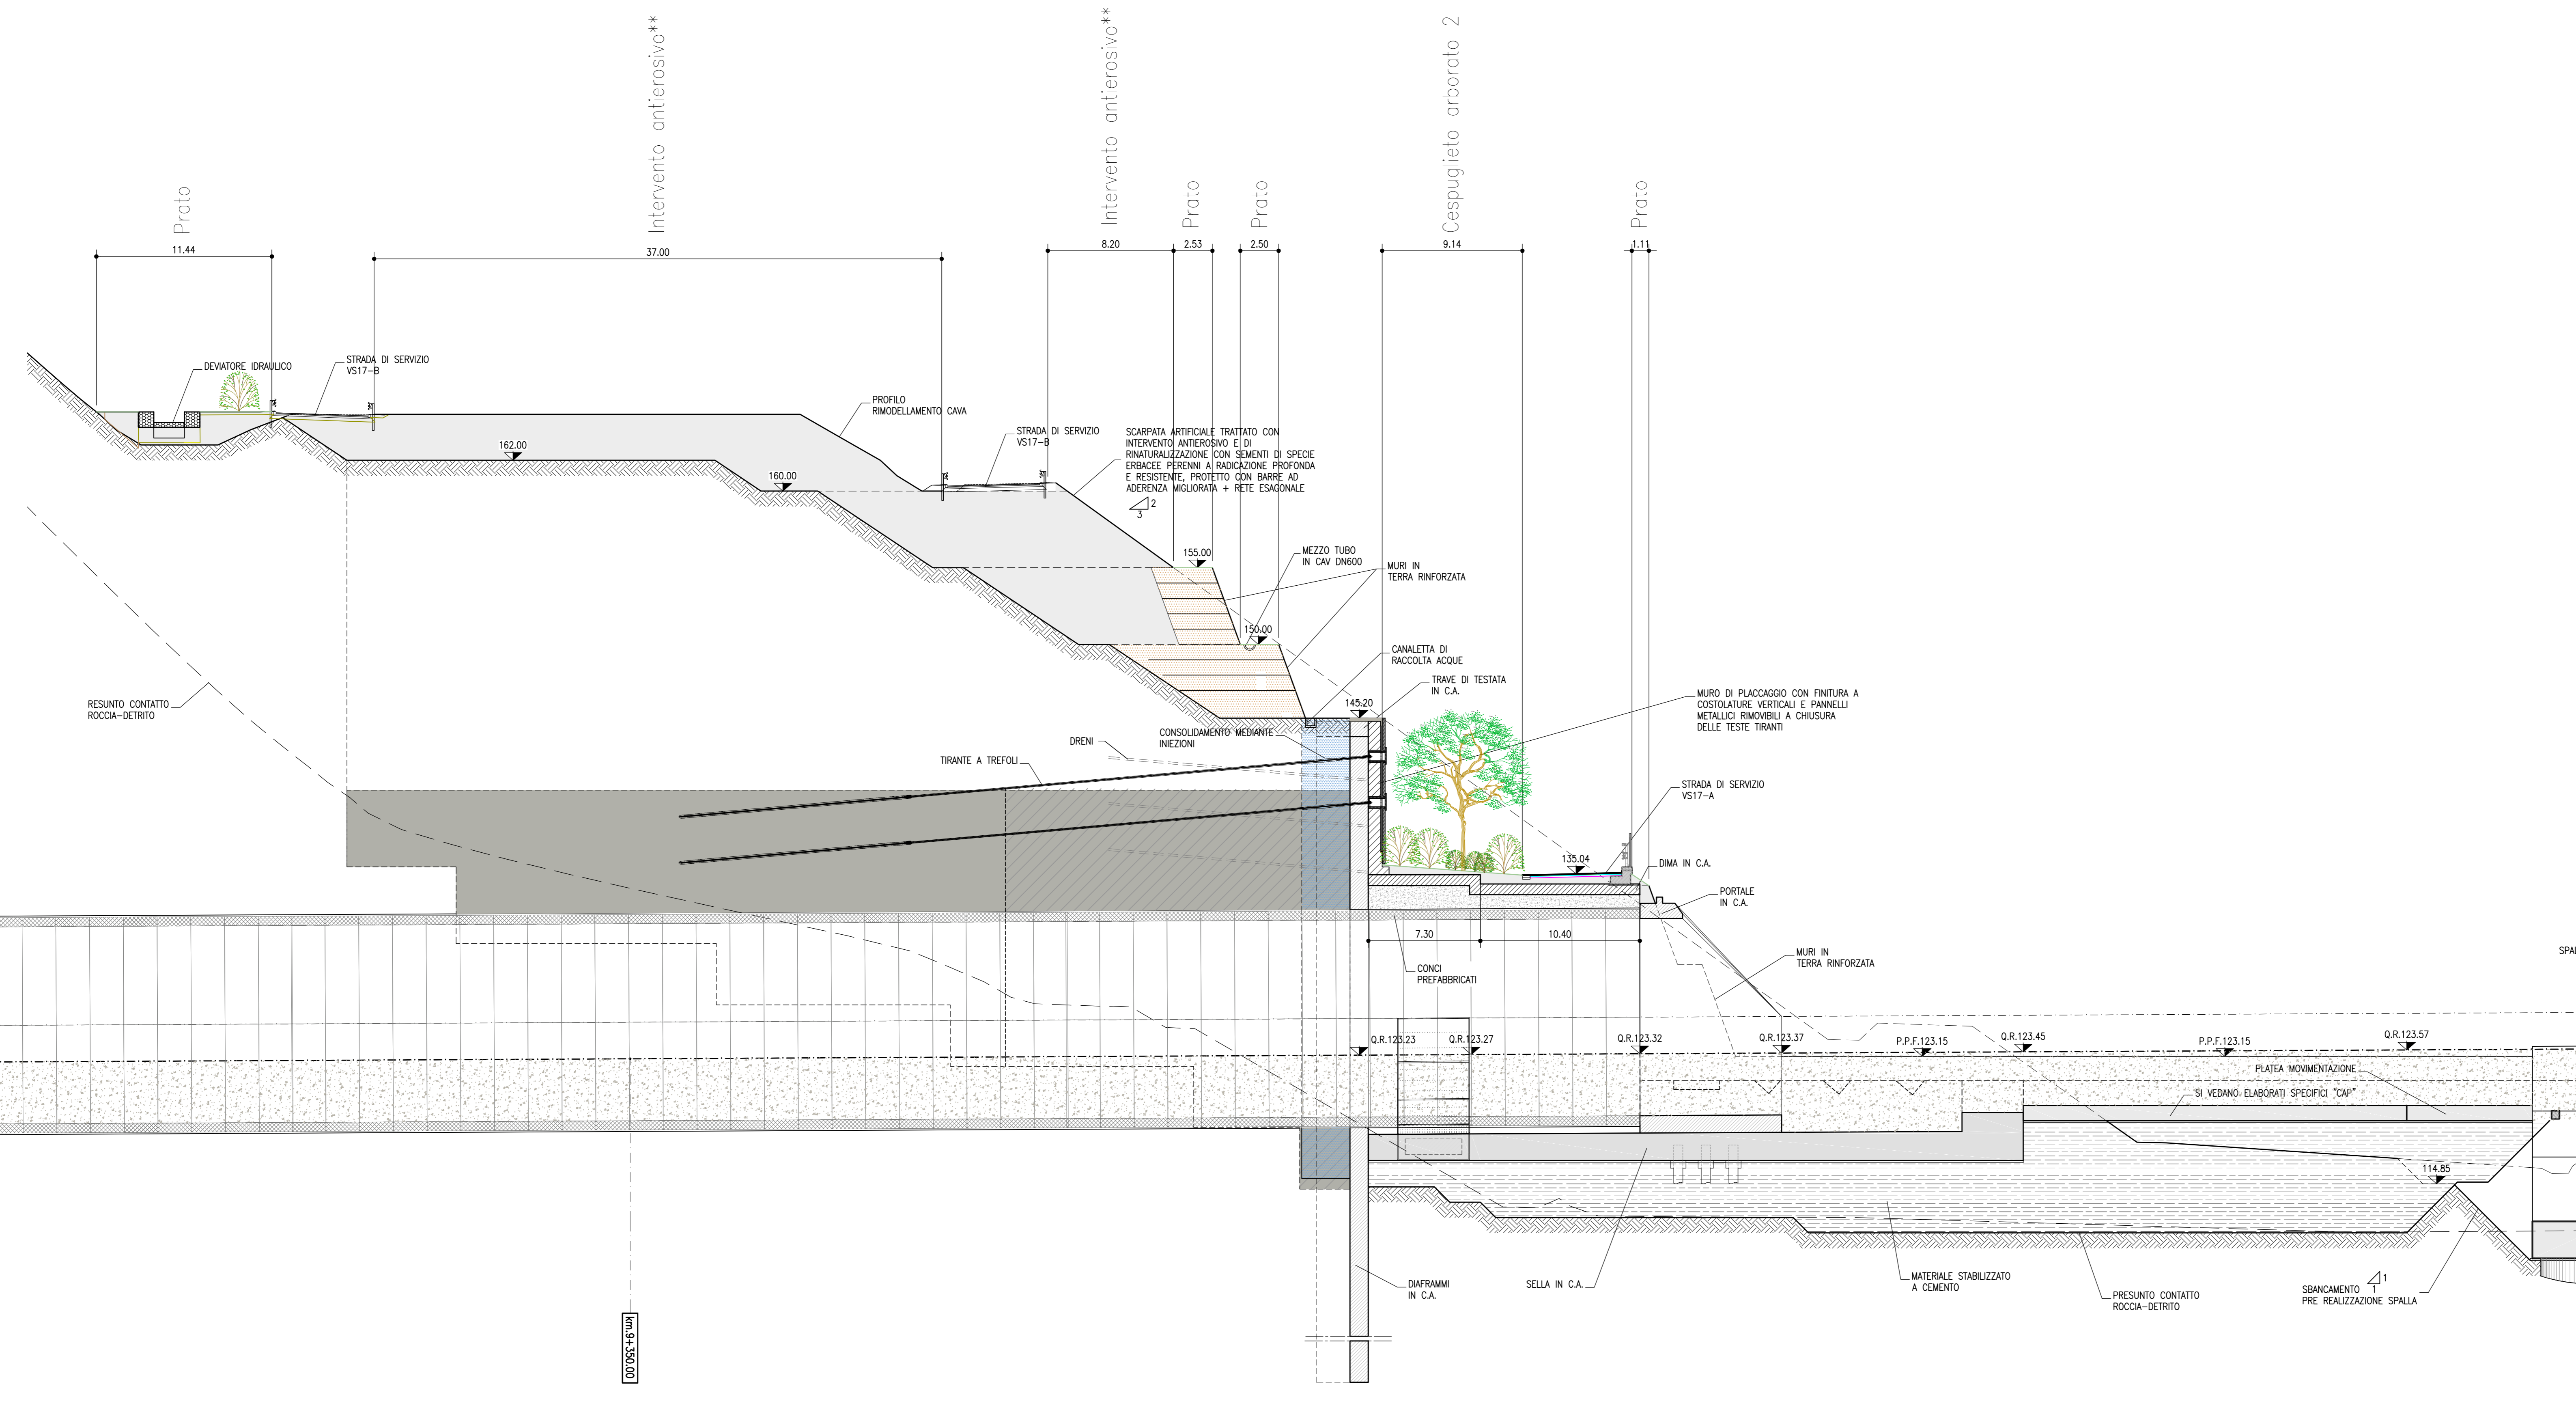 Intervento antierosivo**
Intervento antierosivo**
Cespuglieto arborato 2
Prato
Prato
Prato
Prato
11.44
37.00
8.20
2.53
2.50
9.14
1.11
DEVIATORE IDRAULICO
STRADA DI SERVIZIO
VS17-B
PROFILO
RIMODELLAMENTO CAVA
STRADA DI SERVIZIO
VS17-B
SCARPATA ARTIFICIALE TRATTATO CON
INTERVENTO ANTIEROSIVO E DI
RINATURALIZZAZIONE CON SEMENTI DI SPECIE
ERBACEE PERENNI A RADICAZIONE PROFONDA
E RESISTENTE, PROTETTO CON BARRE AD
ADERENZA MIGLIORATA + RETE ESAGONALE
2
3
162.00
160.00
155.00
MEZZO TUBO
IN CAV DN600
MURI IN
TERRA RINFORZATA
150.00
CANALETTA DI
RACCOLTA ACQUE
TRAVE DI TESTATA
IN C.A.
145.20
RESUNTO CONTATTO
ROCCIA-DETRITO
MURO DI PLACCAGGIO CON FINITURA A
COSTOLATURE VERTICALI E PANNELLI
METALLICI RIMOVIBILI A CHIUSURA
DELLE TESTE TIRANTI
CONSOLIDAMENTO MEDIANTE
INIEZIONI
DRENI
TIRANTE A TREFOLI
STRADA DI SERVIZIO
VS17-A
135.04
DIMA IN C.A.
PORTALE
IN C.A.
7.30
10.40
CONCI
PREFABBRICATI
MURI IN
TERRA RINFORZATA
SPAL
Q.R.123.23
Q.R.123.27
Q.R.123.32
Q.R.123.37
P.P.F.123.15
Q.R.123.45
P.P.F.123.15
Q.R.123.57
PLATEA MOVIMENTAZIONE
SI VEDANO ELABORATI SPECIFICI "CAP"
114.85
DIAFRAMMI
IN C.A.
SELLA IN C.A.
MATERIALE STABILIZZATO
A CEMENTO
PRESUNTO CONTATTO
ROCCIA-DETRITO
SBANCAMENTO
PRE REALIZZAZIONE SPALLA
1
1
km.9+350.00